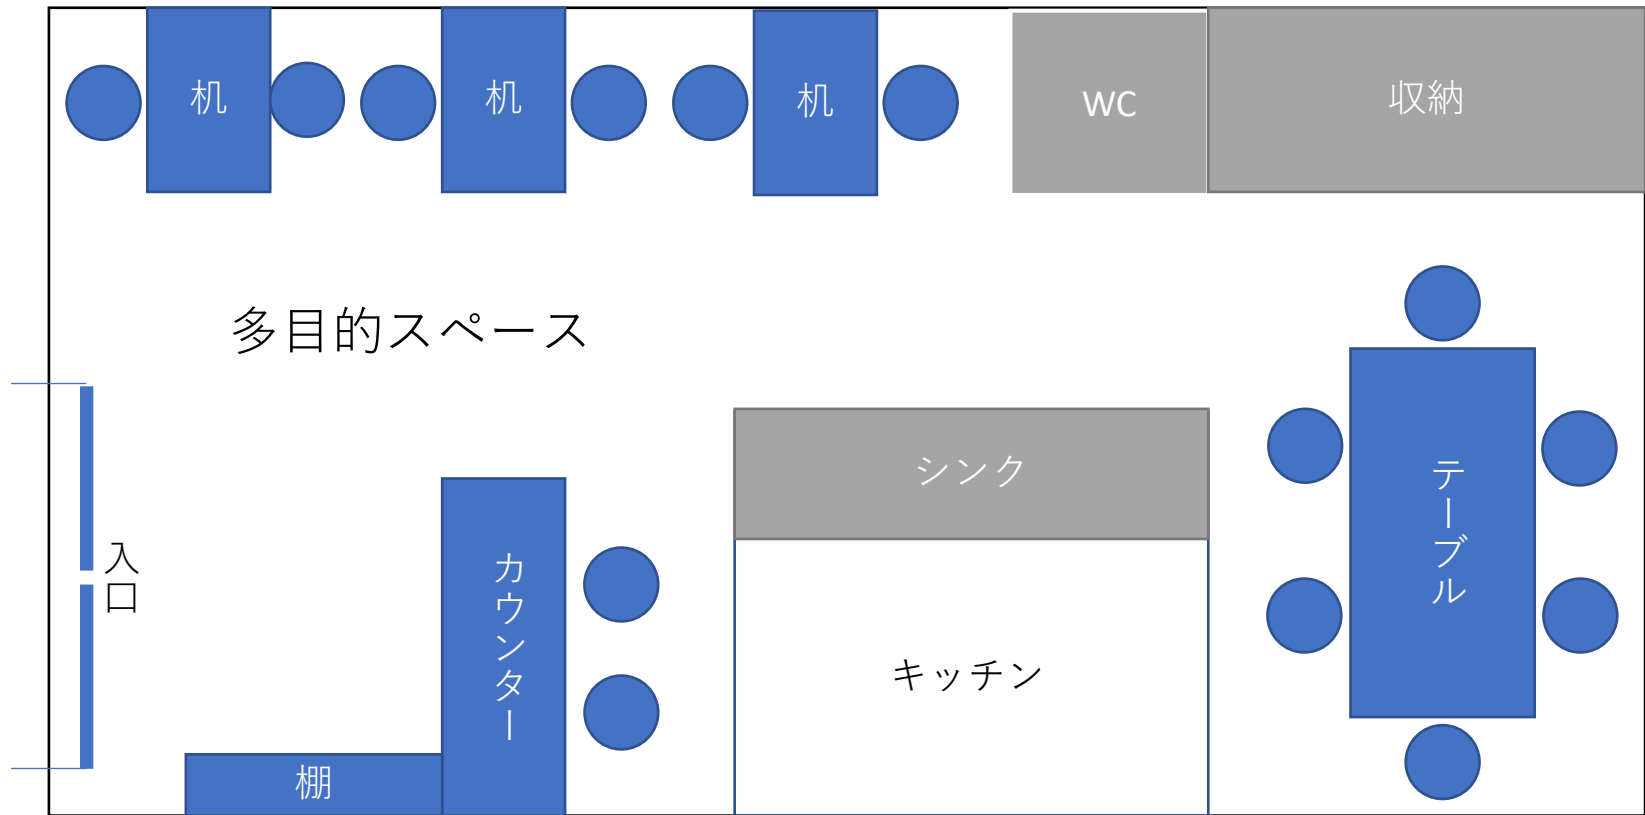 机
机
机
WC
収納
多目的スペース
シンク
テーブル
入口
カウンター
キッチン
棚